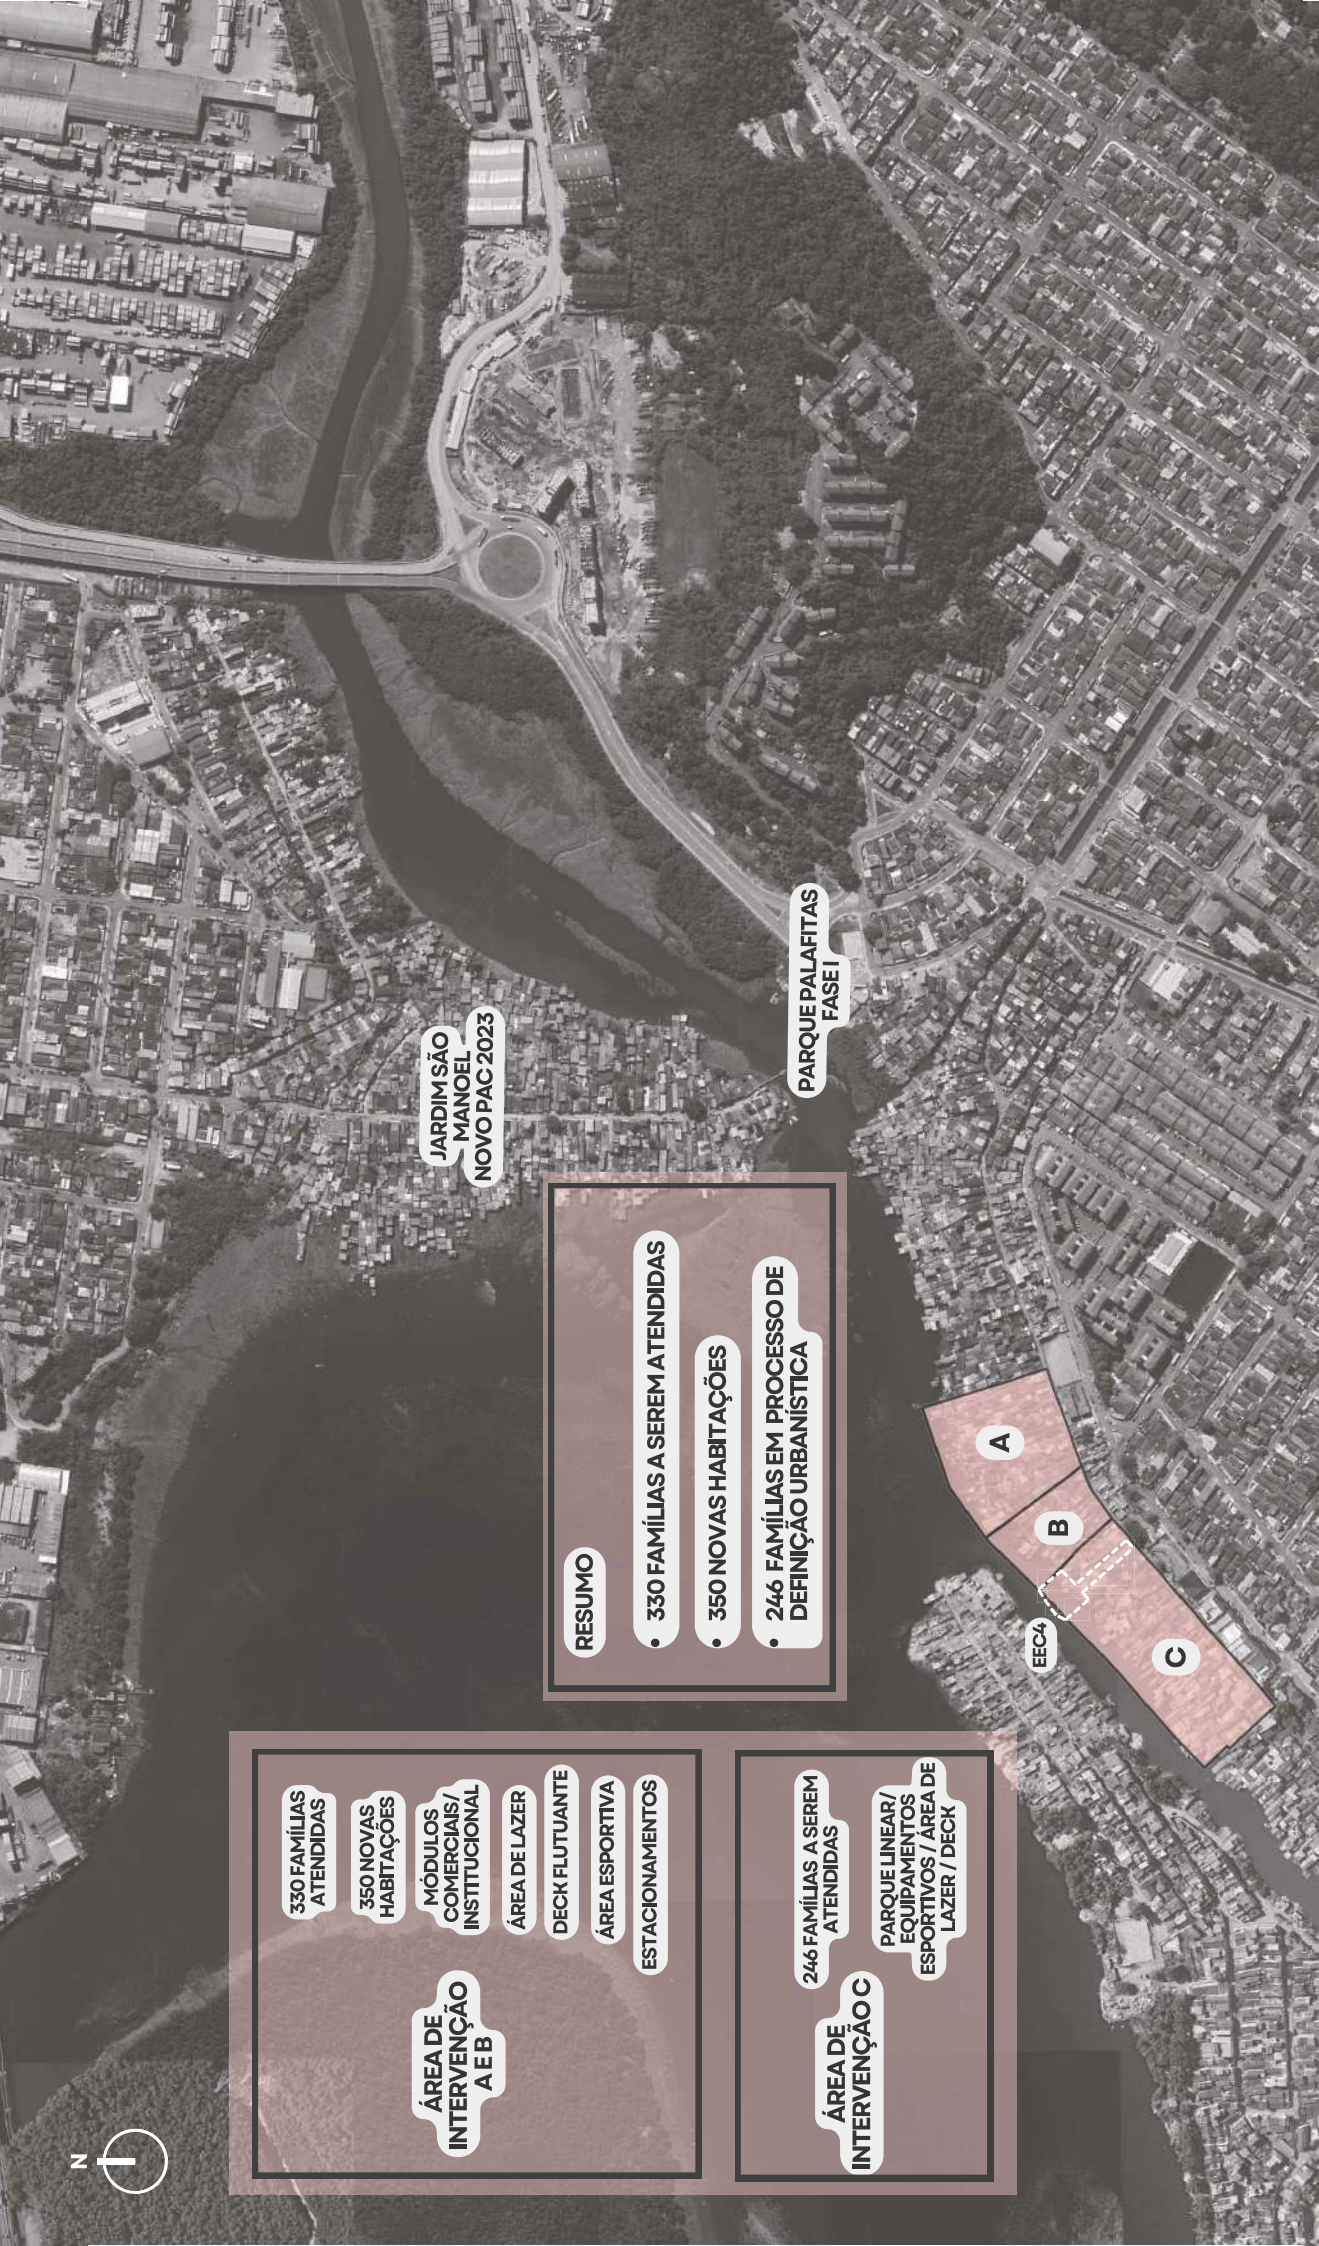 N
ÁREA DE
INTERVENÇÃO
A E B
330 FAMÍLIAS
ATENDIDAS
350 NOVAS
HABITAÇÕES
MÓDULOS
COMERCIAIS/
INSTITUCIONAL
ÁREA DE LAZER
DECK FLUTUANTE
ÁREA ESPORTIVA
ESTACIONAMENTOS
ÁREA DE
INTERVENÇÃO C
246 FAMÍLIAS A SEREM
ATENDIDAS
PARQUE LINEAR/
EQUIPAMENTOS
ESPORTIVOS / ÁREA DE
LAZER / DECK
RESUMO
• 330 FAMÍLIAS A SEREM ATENDIDAS
• 350 NOVAS HABITAÇÕES
• 246 FAMÍLIAS EM PROCESSO DE
DEFINIÇÃO URBANÍSTICA
JARDIM SÃO
MANOEL
NOVO PAC 2023
PARQUE PALAFITAS
FASE I
A
B
EEC4
C